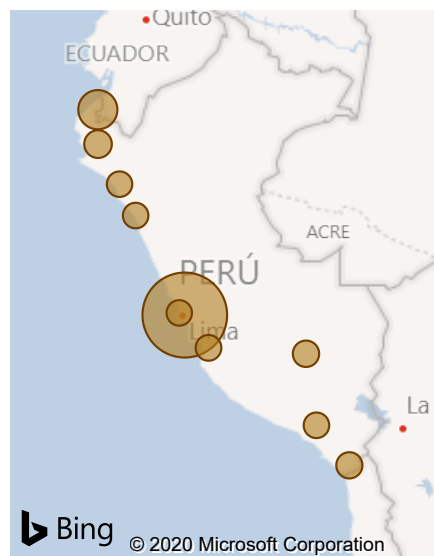 Quito
ECUADOR
ACRE
PERÚ
Lima
La
Bing
© 2020 Microsoft Corporation